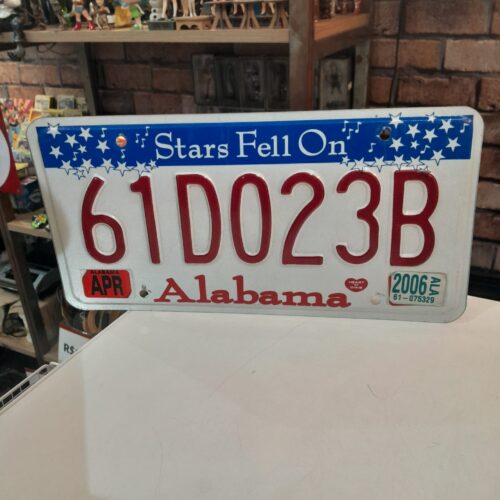 Stars Fell On
61D023B
ALABAMA
APR
Alabama
HEART OF DIXIE
2006 ALA
61-075329
R$